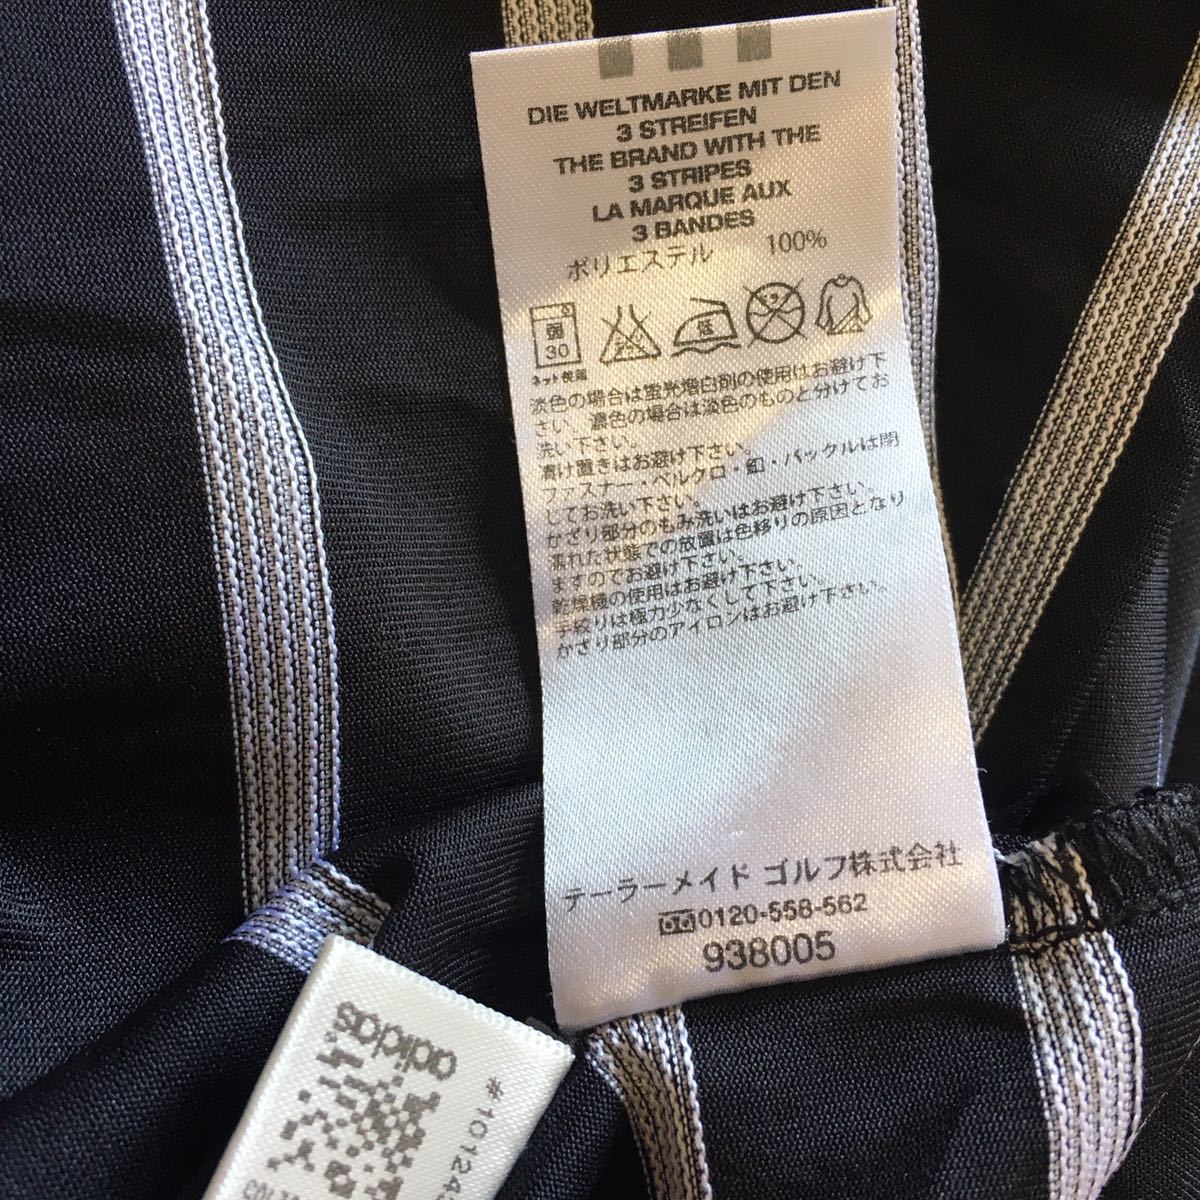 DIE WELTMARKE MIT DEN
3 STREIFEN
THE BRAND WITH THE
3 STRIPES
LA MARQUE AUX
3 BANDES
ポリエステル 100%
弱
30
ネット使用
淡色の場合は蛍光増白剤の使用はお避け下
さい。濃色の場合は淡色のものと分けてお
洗い下さい。
漬け置きはお避け下さい。
ファスナー・ベルクロ・釦・バックルは閉
してお洗い下さい。
かざり部分のもみ洗いはお避け下さい。
濡れた状態での放置は色移りの原因となり
ますのでお避け下さい。
乾燥機の使用はお避け下さい。
手絞りは極力少なくして下さい。
かざり部分のアイロンはお避け下さい。
テーラーメイド ゴルフ株式会社
0120-558-562
938005
adidas
#101245